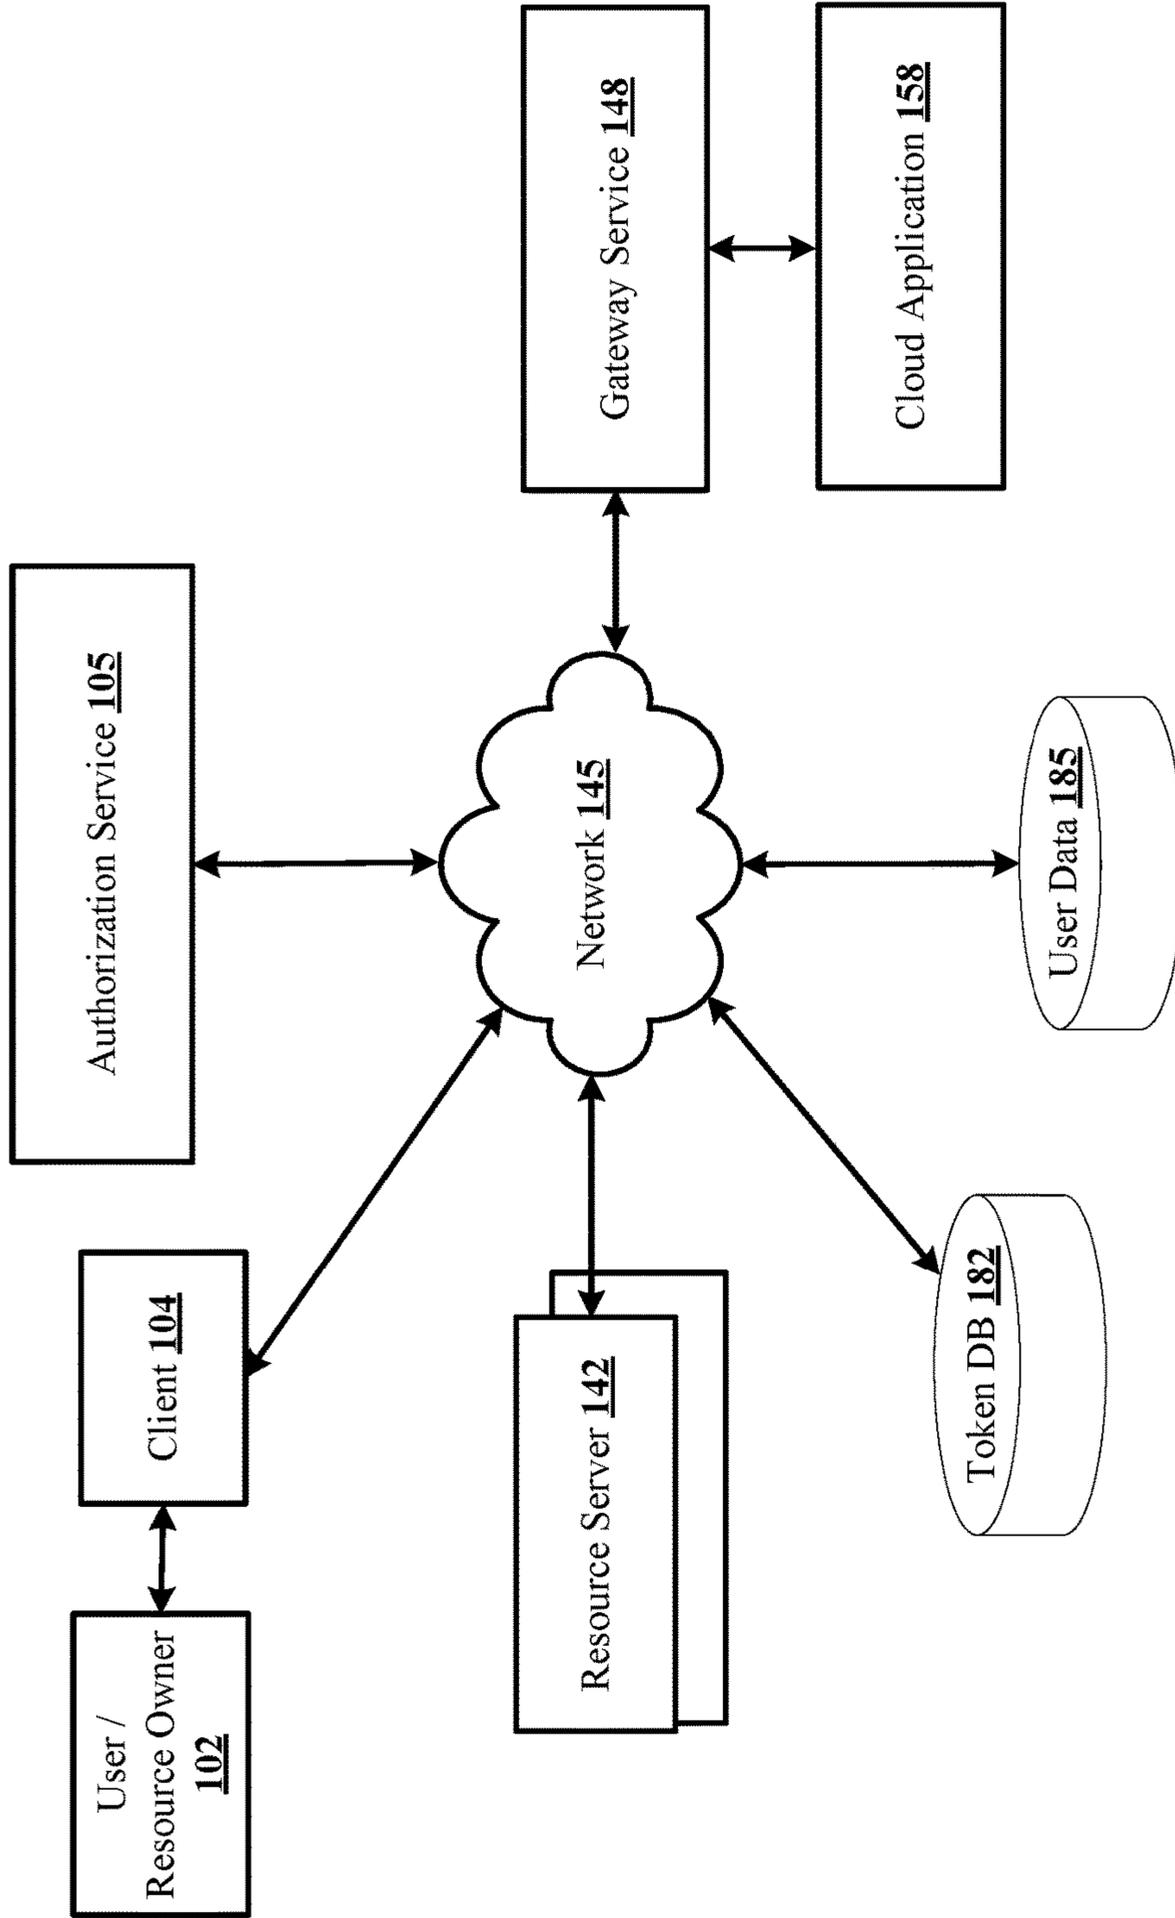 User /
Resource Owner
102
Client 104
Authorization Service 105
Resource Server 142
Network 145
Gateway Service 148
Cloud Application 158
Token DB 182
User Data 185